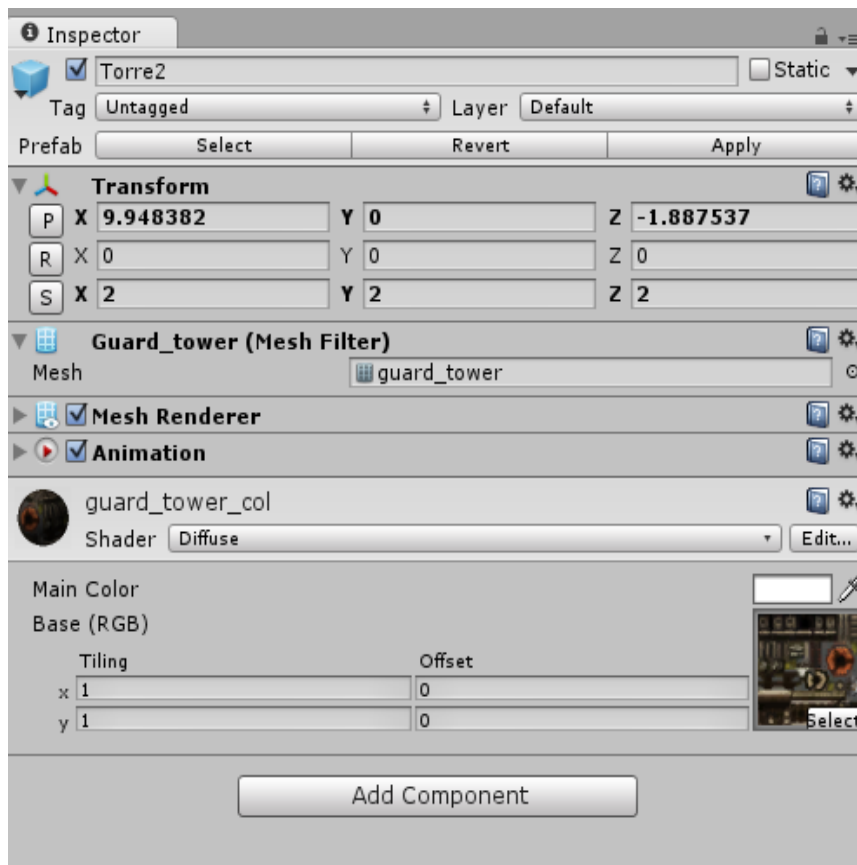 Inspector
Torre2 Static
Tag Untagged Layer Default
Prefab Select Revert Apply
Transform
P X 9.948382 Y 0 Z -1.887537
R X 0 Y 0 Z 0
S X 2 Y 2 Z 2
Guard_tower (Mesh Filter)
Mesh guard_tower
Mesh Renderer
Animation
guard_tower_col
Shader Diffuse Edit...
Main Color
Base (RGB)
Tiling Offset
x 1 0
y 1 0
Select
Add Component